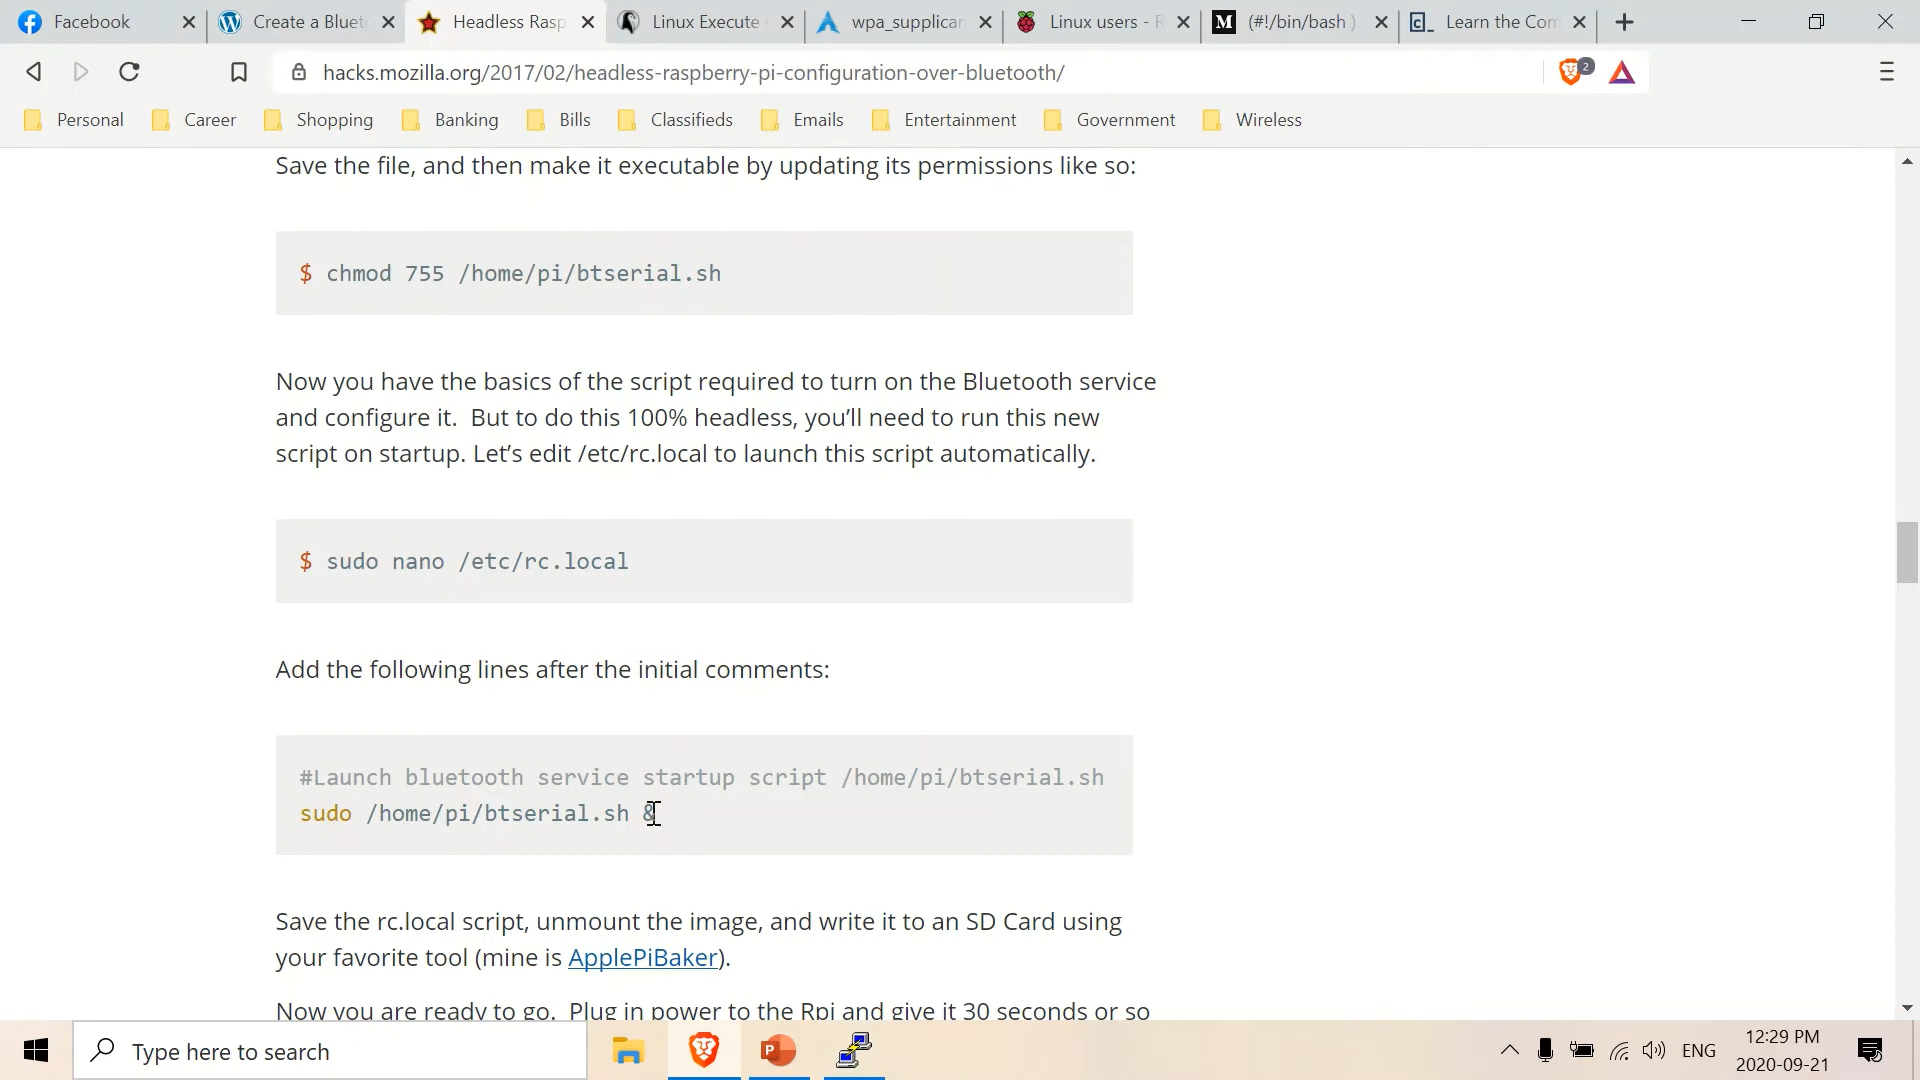 Facebook
Create a Bluet
Headless Rasp
Linux Execute
wpa_supplican
Linux users - R
(#!/bin/bash )
Learn the Com
hacks.mozilla.org/2017/02/headless-raspberry-pi-configuration-over-bluetooth/
2
Personal
Career
Shopping
Banking
Bills
Classifieds
Emails
Entertainment
Government
Wireless
Save the file, and then make it executable by updating its permissions like so:
$ chmod 755 /home/pi/btserial.sh
Now you have the basics of the script required to turn on the Bluetooth service
and configure it.  But to do this 100% headless, you’ll need to run this new
script on startup. Let’s edit /etc/rc.local to launch this script automatically.
$ sudo nano /etc/rc.local
Add the following lines after the initial comments:
#Launch bluetooth service startup script /home/pi/btserial.sh
sudo /home/pi/btserial.sh &
Save the rc.local script, unmount the image, and write it to an SD Card using
your favorite tool (mine is ApplePiBaker).
Now you are ready to go.  Plug in power to the Rpi and give it 30 seconds or so
Type here to search
ENG
12:29 PM
2020-09-21